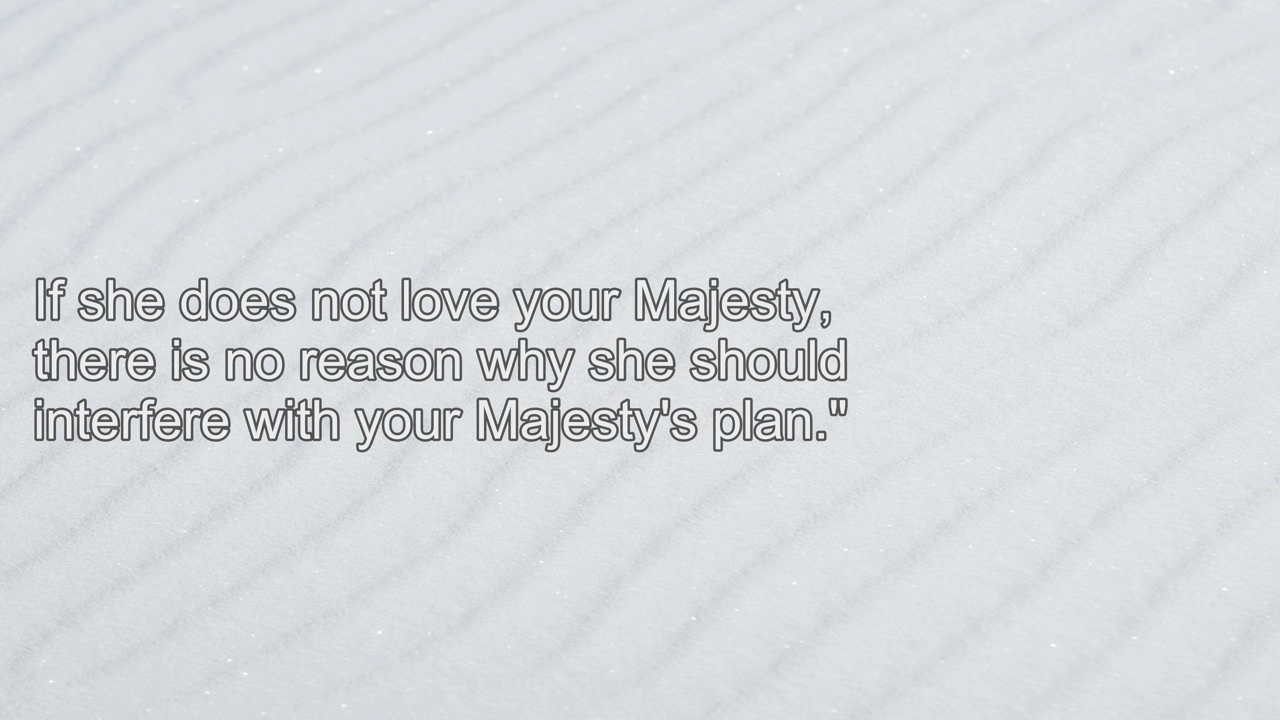 If she does not love your Majesty,
there is no reason why she should
interfere with your Majesty's plan."